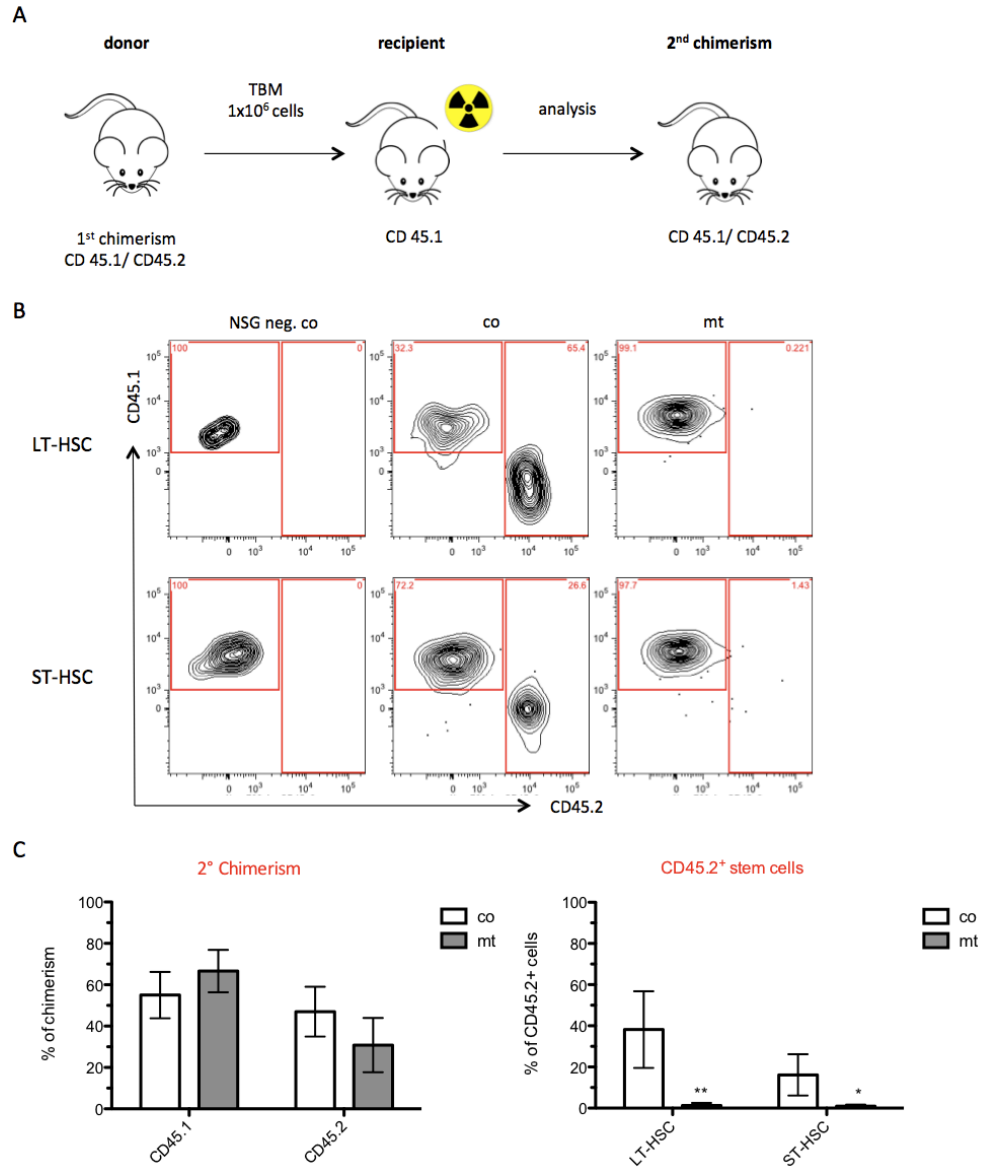 A
donor
recipient
2nd chimerism
TBM
1x10⁶ cells
analysis
1st chimerism
CD 45.1/ CD45.2
CD 45.1
CD 45.1/ CD45.2
B
NSG neg. co
co
mt
LT-HSC
CD45.1
100
0
32.3
65.4
99.1
0.221
10⁵
10⁴
10³
0
10⁵
10⁴
10³
0
10⁵
10⁴
10³
0
0 10³ 10⁴ 10⁵
0 10³ 10⁴ 10⁵
0 10³ 10⁴ 10⁵
ST-HSC
100
0
72.2
26.6
97.7
1.43
10⁵
10⁴
10³
0
10⁵
10⁴
10³
0
10⁵
10⁴
10³
0
0 10³ 10⁴ 10⁵
0 10³ 10⁴ 10⁵
0 10³ 10⁴ 10⁵
CD45.2
C
2° Chimerism
% of chimerism
100
80
60
40
20
0
CD45.1
CD45.2
co
mt
CD45.2⁺ stem cells
% of CD45.2+ cells
100
80
60
40
20
0
**
*
LT-HSC
ST-HSC
co
mt